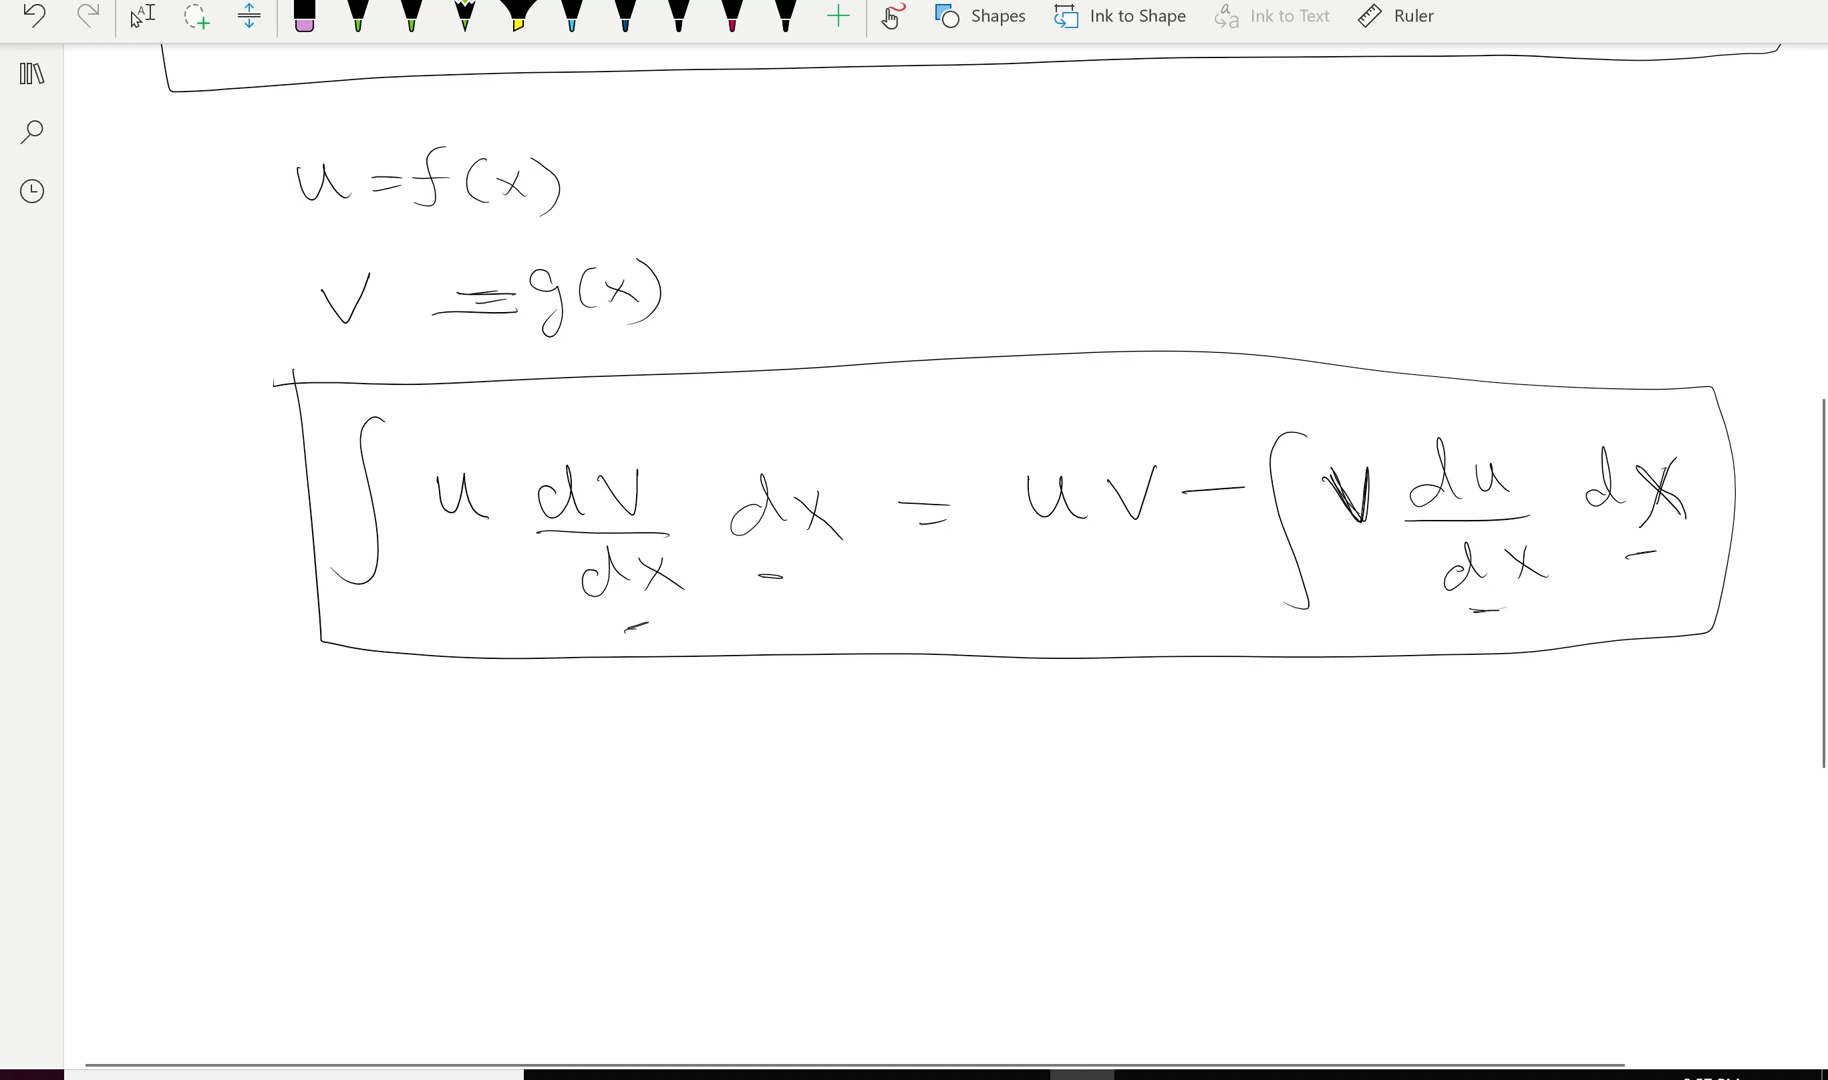 Shapes Ink to Shape Ink to Text Ruler
u = f(x)
v = g(x)
∫ u dv/dx dx = uv − ∫ v du/dx dx